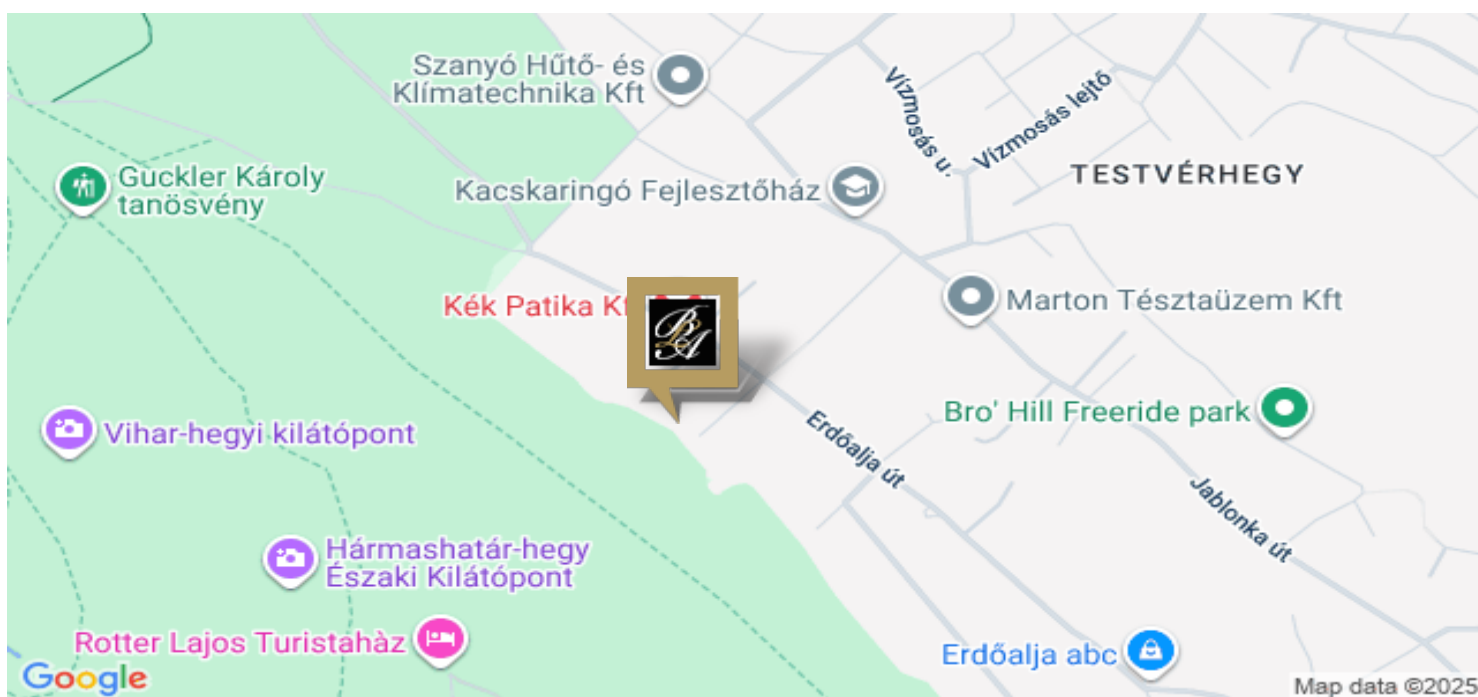 Szanyó Hűtő- és
Klímatechnika Kft
Vízmosás u.
Vízmosás lejtő
TESTVÉRHEGY
Guckler Károly
tanösvény
Kacskaringó Fejlesztőház
Kék Patika
Marton Tésztaüzem Kft
Bro' Hill Freeride park
Vihar-hegyi kilátópont
Erdőalja út
Jablonka út
Hármashatár-hegy
Északi Kilátópont
Rotter Lajos Turistahàz
Erdőalja abc
Google
Map data ©2025